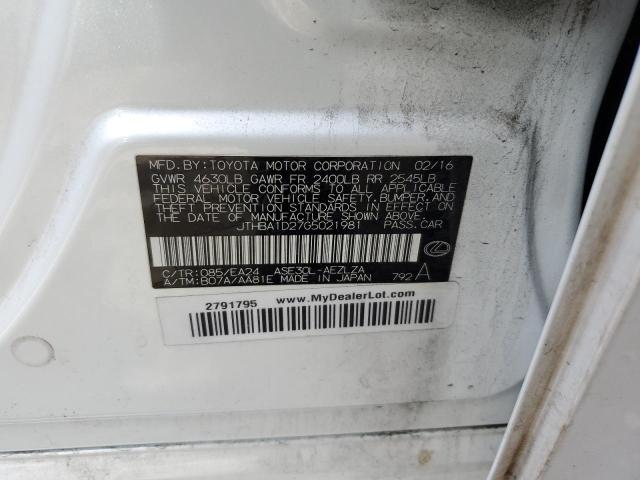 MFD. BY: TOYOTA MOTOR CORPORATION 02/16
GVWR 4630LB GAWR FR 2400LB RR 2545LB
THIS VEHICLE CONFORMS TO ALL APPLICABLE
FEDERAL MOTOR VEHICLE SAFETY, BUMPER, AND
THEFT PREVENTION STANDARDS IN EFFECT ON
THE DATE OF MANUFACTURE SHOWN ABOVE.
JTHBA1D27G5021981 PASS.CAR
C/TR:085/EA24 ASE30L-AEZLZA
A/TM:B07A/AA81E MADE IN JAPAN 792 A
2791795 www.MyDealerLot.com